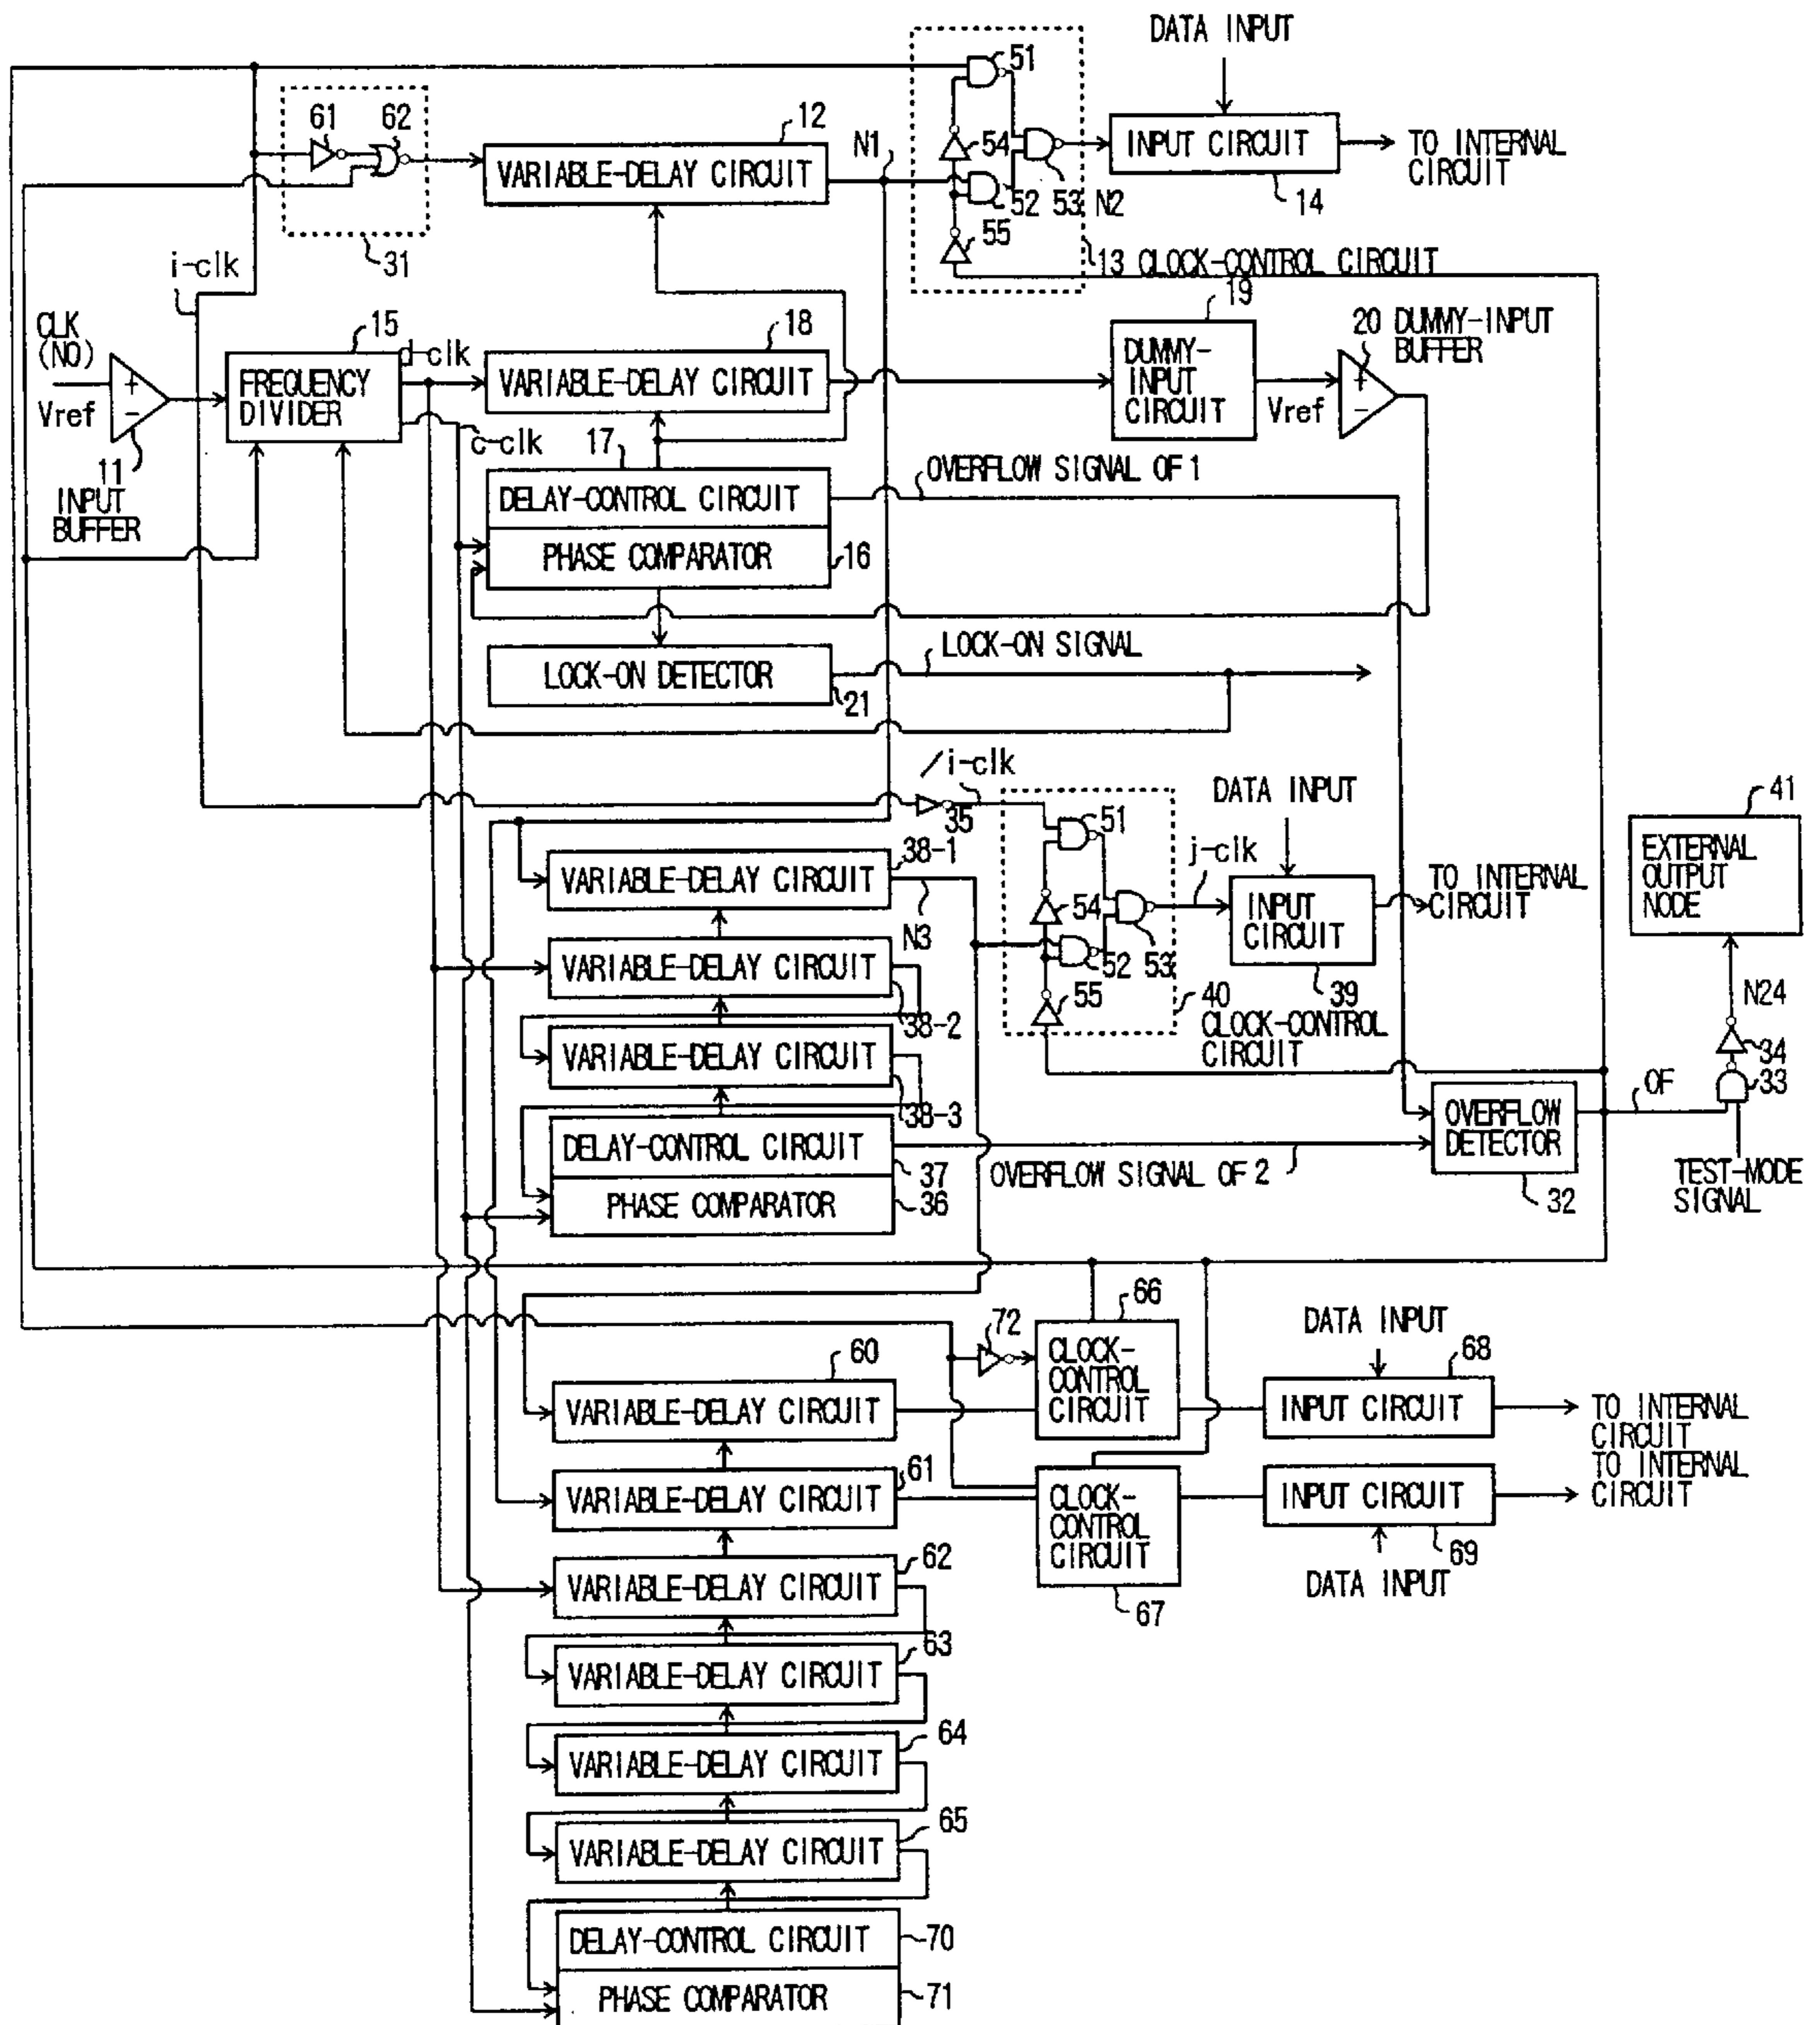 DATA INPUT
51
61
62
12
N1
54
INPUT CIRCUIT
TO INTERNAL
CIRCUIT
VARIABLE-DELAY CIRCUIT
52
53
N2
14
55
31
i-clk
13 CLOCK-CONTROL CIRCUIT
19
CLK
(N0)
15
d-clk
18
20 DUMMY-INPUT
BUFFER
FREQUENCY
DIVIDER
VARIABLE-DELAY CIRCUIT
DUMMY-
INPUT
CIRCUIT
+
-
Vref
+
-
Vref
c-clk
17
11
INPUT
BUFFER
OVERFLOW SIGNAL OF 1
DELAY-CONTROL CIRCUIT
PHASE COMPARATOR
16
LOCK-ON SIGNAL
LOCK-ON DETECTOR
21
/i-clk
DATA INPUT
41
35
51
38-1
j-clk
EXTERNAL
OUTPUT
NODE
VARIABLE-DELAY CIRCUIT
TO INTERNAL
CIRCUIT
54
INPUT
CIRCUIT
N3
VARIABLE-DELAY CIRCUIT
52
53
55
39
N24
38-2
40
CLOCK-CONTROL
CIRCUIT
VARIABLE-DELAY CIRCUIT
34
33
38-3
OF
OVERFLOW
DETECTOR
DELAY-CONTROL CIRCUIT
37
OVERFLOW SIGNAL OF 2
TEST-MODE
SIGNAL
PHASE COMPARATOR
36
32
66
72
DATA INPUT
60
CLOCK-
CONTROL
CIRCUIT
68
VARIABLE-DELAY CIRCUIT
INPUT CIRCUIT
TO INTERNAL
CIRCUIT
61
TO INTERNAL
CIRCUIT
VARIABLE-DELAY CIRCUIT
CLOCK-
CONTROL
CIRCUIT
INPUT CIRCUIT
69
62
VARIABLE-DELAY CIRCUIT
DATA INPUT
67
63
VARIABLE-DELAY CIRCUIT
64
VARIABLE-DELAY CIRCUIT
65
VARIABLE-DELAY CIRCUIT
DELAY-CONTROL CIRCUIT
70
PHASE COMPARATOR
71